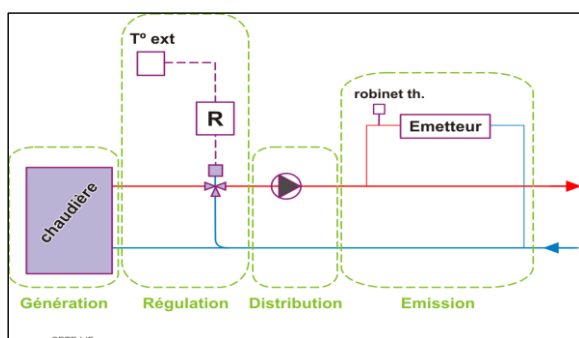 T° ext
robinet th.
R
Emetteur
chaudière
Génération
Régulation
Distribution
Emission